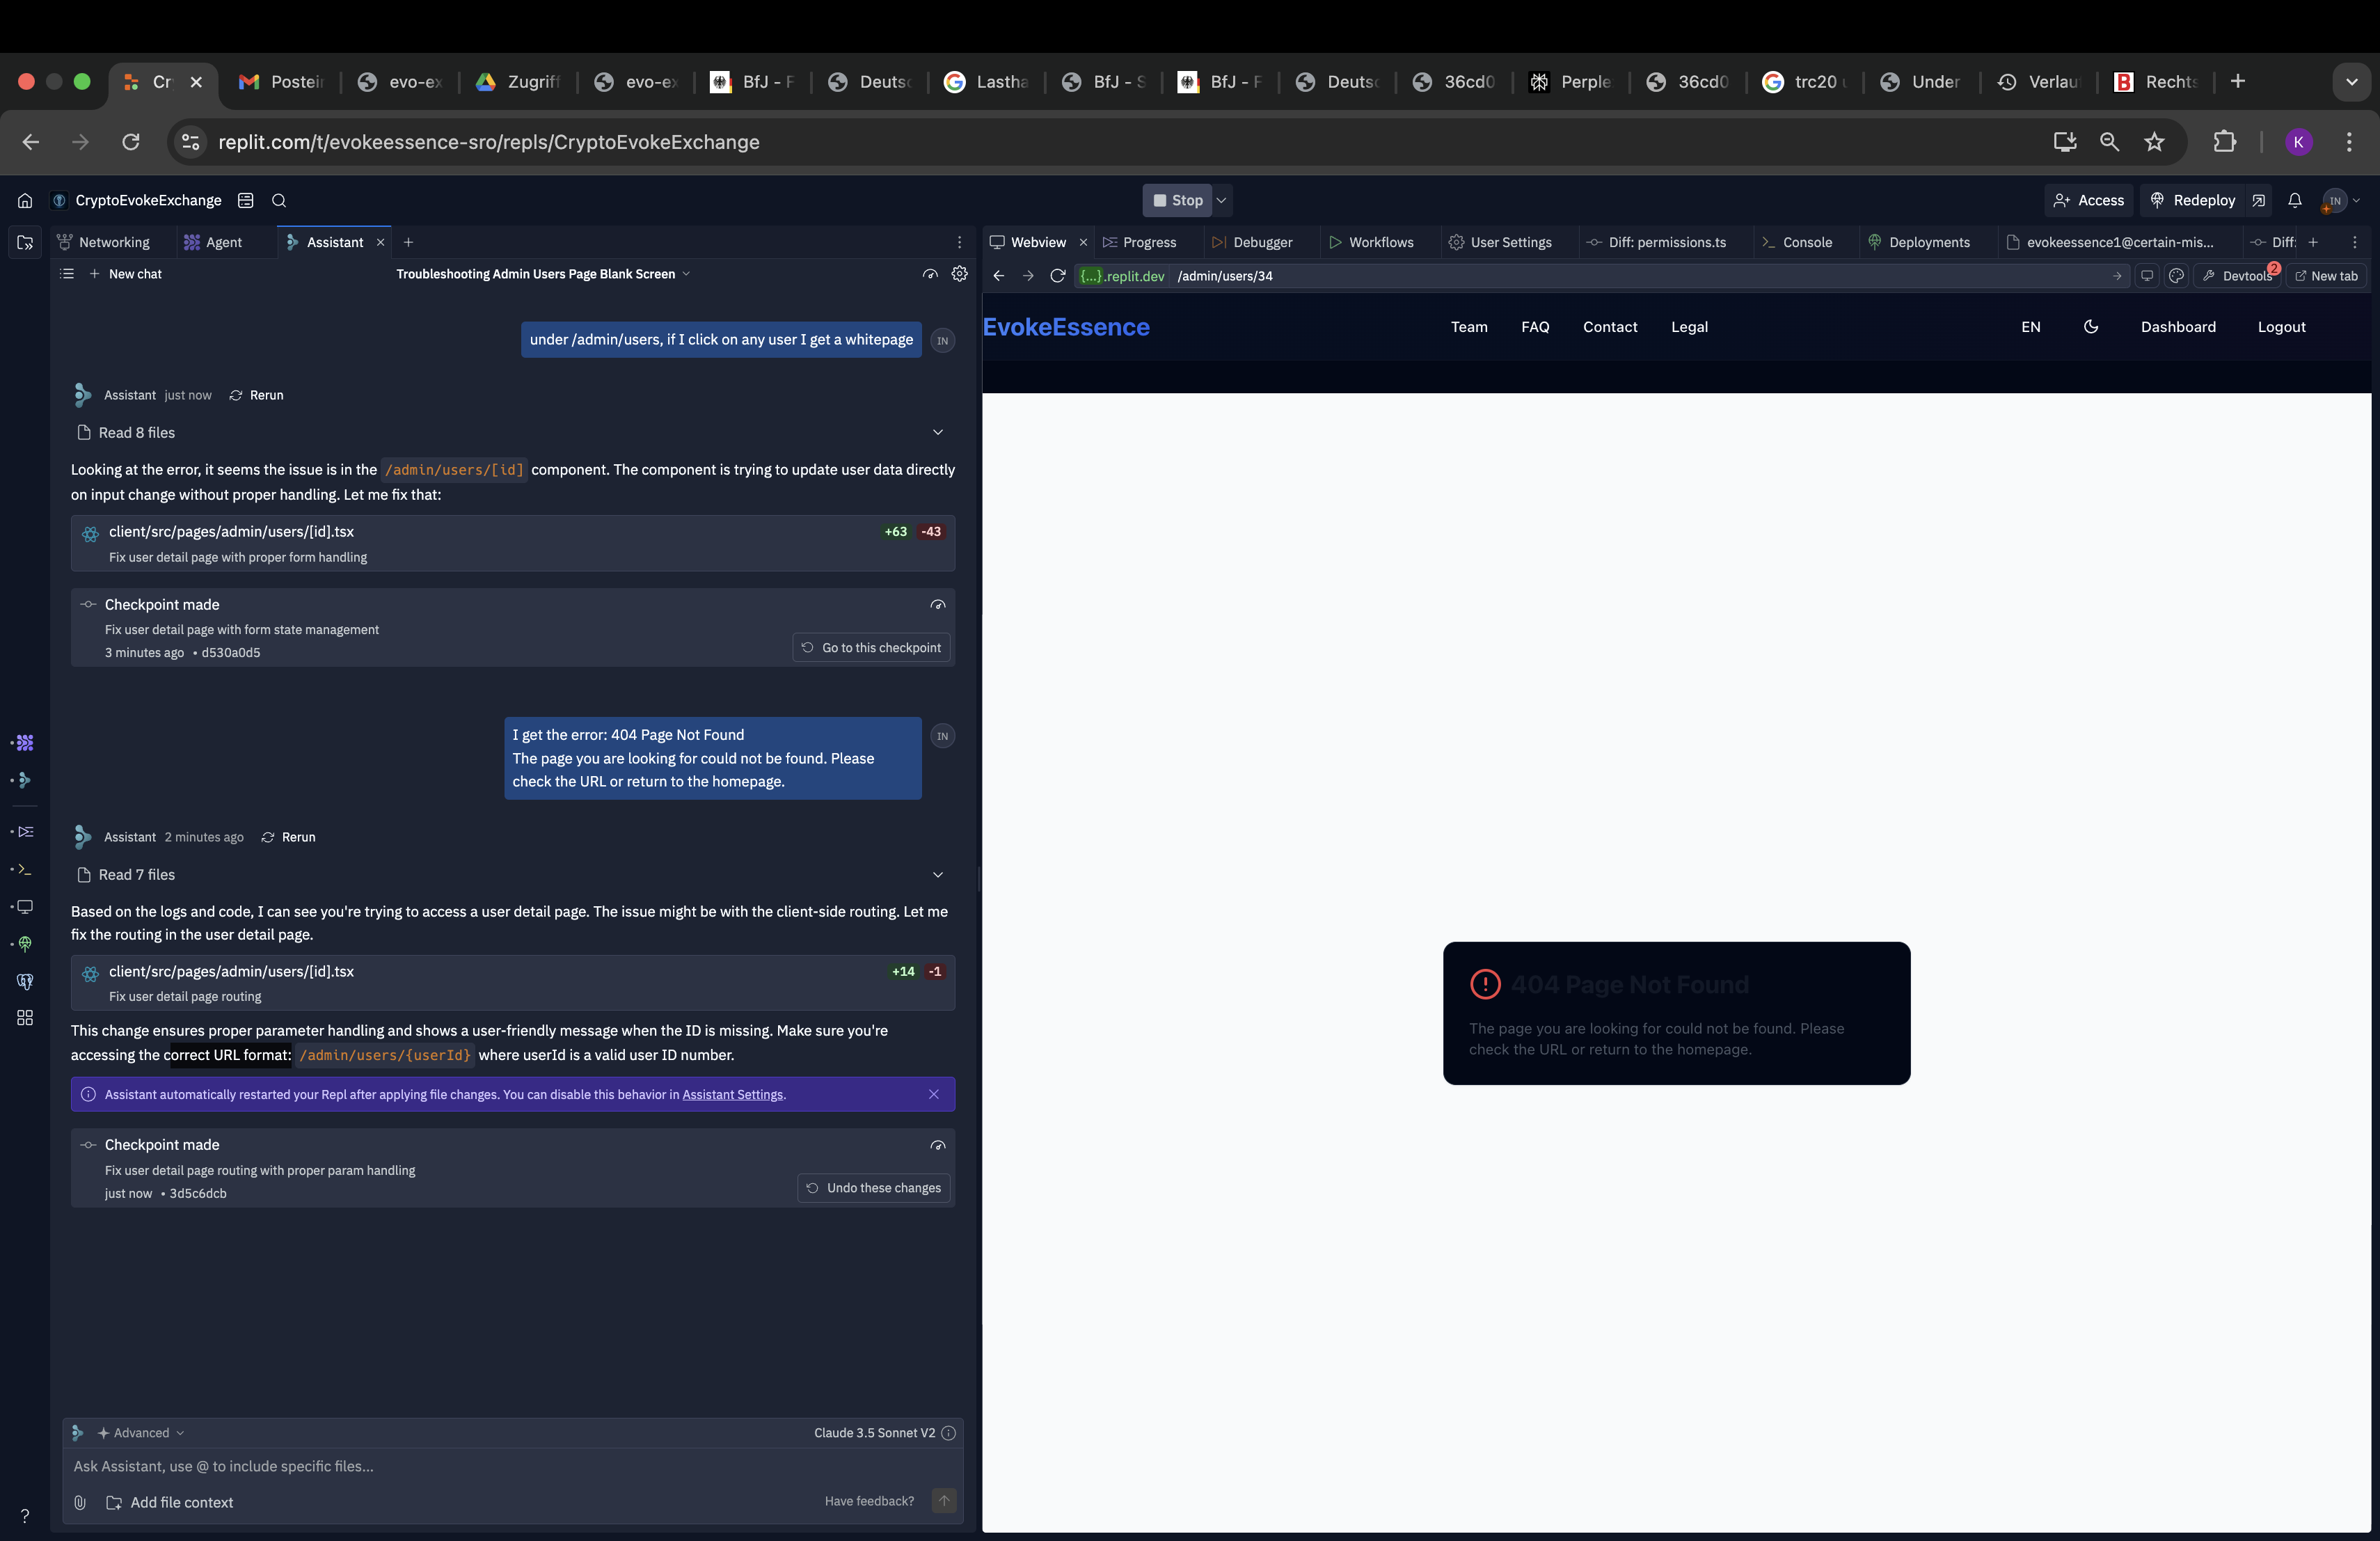 Cr
Postein
evo-ex
Zugriff
evo-ex
BfJ - F
Deutsc
Lastha
BfJ - S
BfJ - F
Deutsc
36cd0
Perple
36cd0
trc20 u
Under
Verlau
Rechts
replit.com/t/evokeessence-sro/repls/CryptoEvokeExchange
K
CryptoEvokeExchange
Stop
Access
Redeploy
IN
Networking
Agent
Assistant
New chat
Troubleshooting Admin Users Page Blank Screen
under /admin/users, if I click on any user I get a whitepage
IN
Assistant just now Rerun
Read 8 files
Looking at the error, it seems the issue is in the /admin/users/[id] component. The component is trying to update user data directly
on input change without proper handling. Let me fix that:
client/src/pages/admin/users/[id].tsx +63 -43
Fix user detail page with proper form handling
Checkpoint made
Fix user detail page with form state management
3 minutes ago • d530a0d5
Go to this checkpoint
I get the error: 404 Page Not Found
The page you are looking for could not be found. Please
check the URL or return to the homepage.
IN
Assistant 2 minutes ago Rerun
Read 7 files
Based on the logs and code, I can see you're trying to access a user detail page. The issue might be with the client-side routing. Let me
fix the routing in the user detail page.
client/src/pages/admin/users/[id].tsx +14 -1
Fix user detail page routing
This change ensures proper parameter handling and shows a user-friendly message when the ID is missing. Make sure you're
accessing the correct URL format: /admin/users/{userId} where userId is a valid user ID number.
Assistant automatically restarted your Repl after applying file changes. You can disable this behavior in Assistant Settings.
Checkpoint made
Fix user detail page routing with proper param handling
just now • 3d5c6dcb
Undo these changes
Advanced
Claude 3.5 Sonnet V2
Ask Assistant, use @ to include specific files...
Add file context
Have feedback?
?
Webview
Progress
Debugger
Workflows
User Settings
Diff: permissions.ts
Console
Deployments
evokeessence1@certain-mis...
Diff:
{...}.replit.dev /admin/users/34
Devtools
2
New tab
EvokeEssence
Team
FAQ
Contact
Legal
EN
Dashboard
Logout
404 Page Not Found
The page you are looking for could not be found. Please
check the URL or return to the homepage.